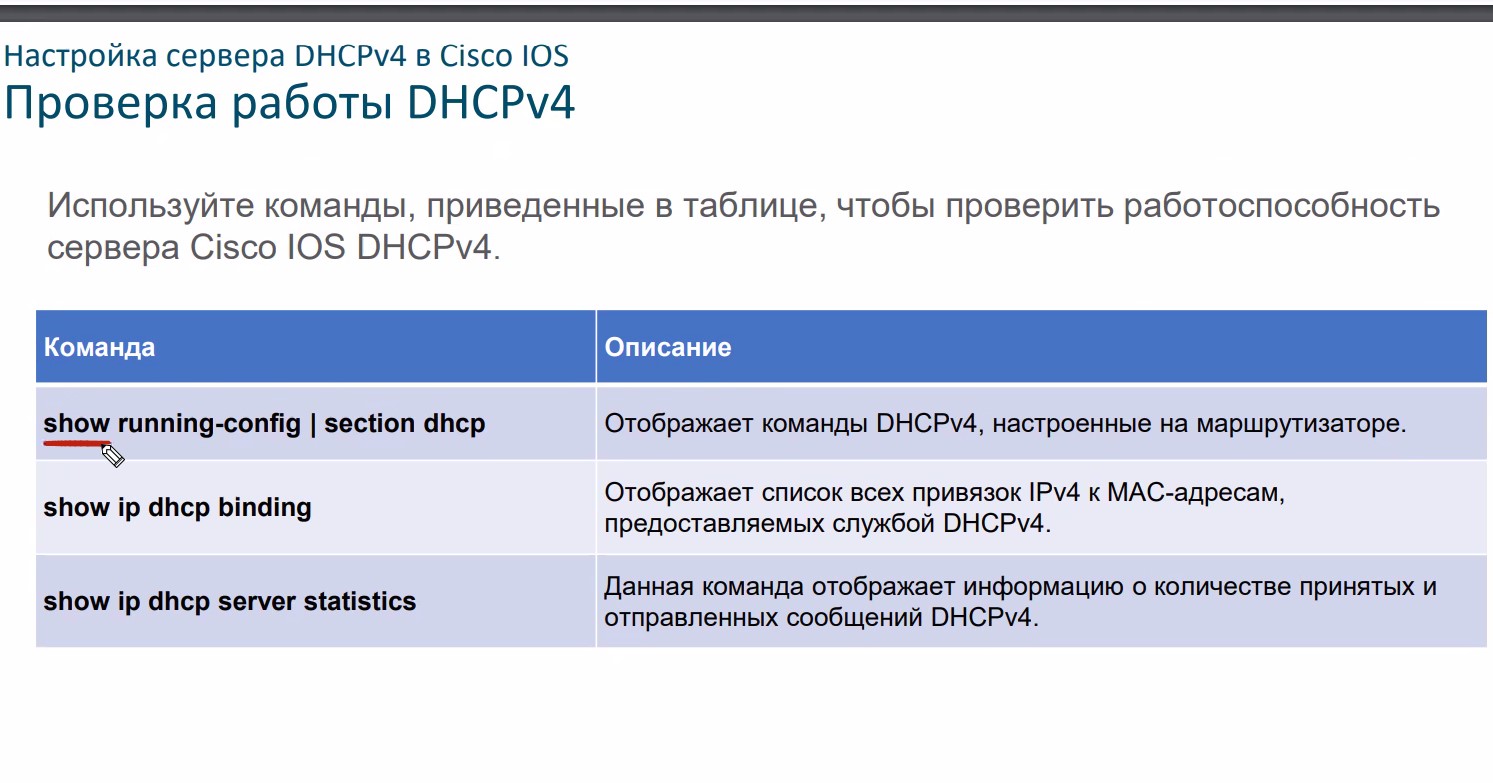 Настройка сервера DHCPv4 в Cisco IOS
Проверка работы DHCPv4
Используйте команды, приведенные в таблице, чтобы проверить работоспособность
сервера Cisco IOS DHCPv4.
Команда
Описание
show running-config | section dhcp
Отображает команды DHCPv4, настроенные на маршрутизаторе.
show ip dhcp binding
Отображает список всех привязок IPv4 к MAC-адресам,
предоставляемых службой DHCPv4.
show ip dhcp server statistics
Данная команда отображает информацию о количестве принятых и
отправленных сообщений DHCPv4.